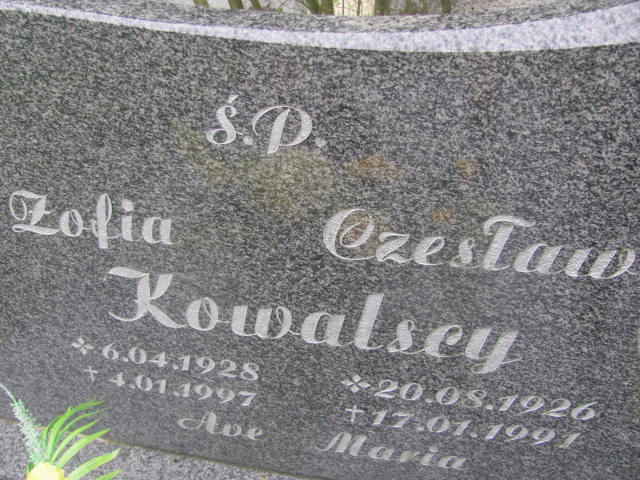 Ś.P.
Zofia Czesław
Kowalscy
6.04.1928 20.08.1926
+ 4.01.1997 + 17.01.1991
Ave Maria